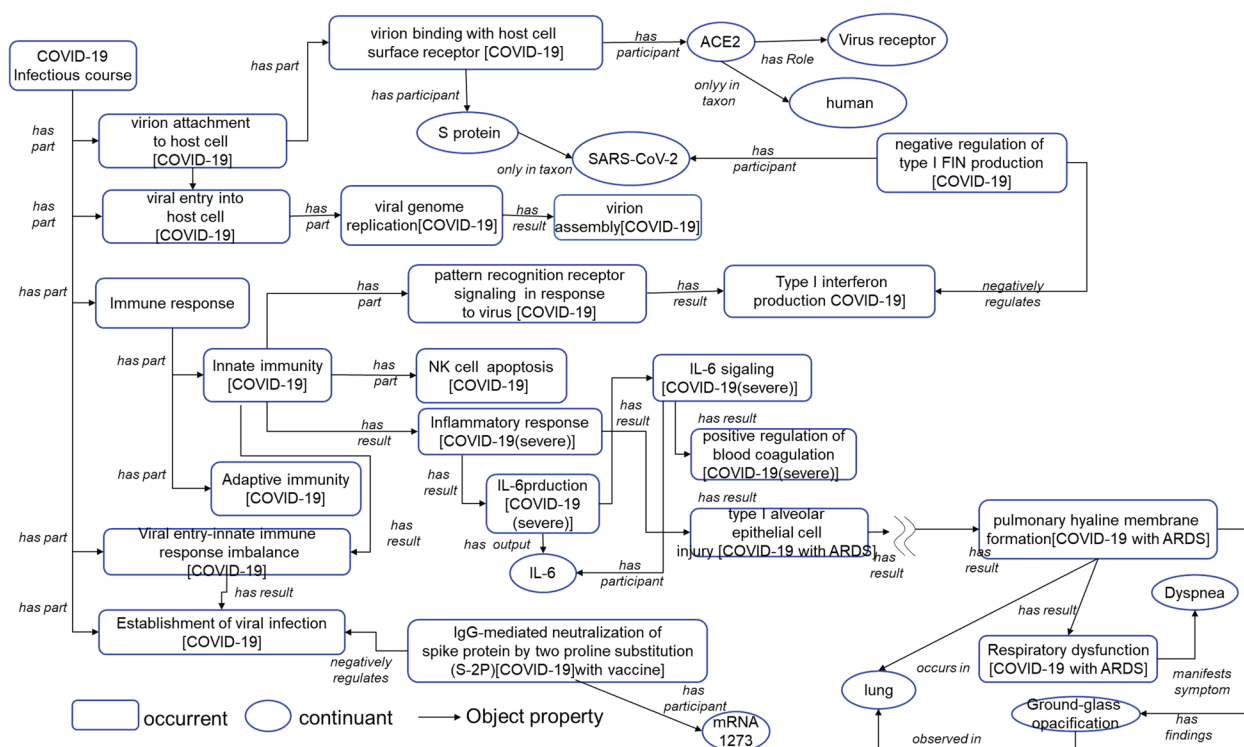 COVID-19
Infectious course
has part
virion binding with host cell
surface receptor [COVID-19]
has
participant
ACE2
has Role
Virus receptor
onlyy in
taxon
human
has participant
S protein
only in taxon
SARS-CoV-2
has
participant
negative regulation of
type I FIN production
[COVID-19]
has
part
virion attachment
to host cell
[COVID-19]
has
part
viral entry into
host cell
[COVID-19]
has
part
viral genome
replication[COVID-19]
has
result
virion
assembly[COVID-19]
has part
Immune response
has
part
pattern recognition receptor
signaling in response
to virus [COVID-19]
has
result
Type I interferon
production COVID-19]
negatively
regulates
has part
Innate immunity
[COVID-19]
has
part
NK cell apoptosis
[COVID-19]
IL-6 sigaling
[COVID-19(severe)]
has
result
Inflammatory response
[COVID-19(severe)]
has
result
has result
positive regulation of
blood coagulation
[COVID-19(severe)]
has part
Adaptive immunity
[COVID-19]
has
result
IL-6prduction
[COVID-19
(severe)]
has result
type I alveolar
epithelial cell
injury [COVID-19 with ARDS]
has
result
pulmonary hyaline membrane
formation[COVID-19 with ARDS]
has
result
has part
Viral entry-innate immune
response imbalance
[COVID-19]
has
result
has output
IL-6
has
participant
has result
Dyspnea
has part
Establishment of viral infection
[COVID-19]
has result
negatively
regulates
IgG-mediated neutralization of
spike protein by two proline substitution
(S-2P)[COVID-19]with vaccine]
has
participant
mRNA
1273
Respiratory dysfunction
[COVID-19 with ARDS]
manifests
symptom
occurs in
lung
Ground-glass
opacification
has
findings
observed in
occurrent
continuant
Object property